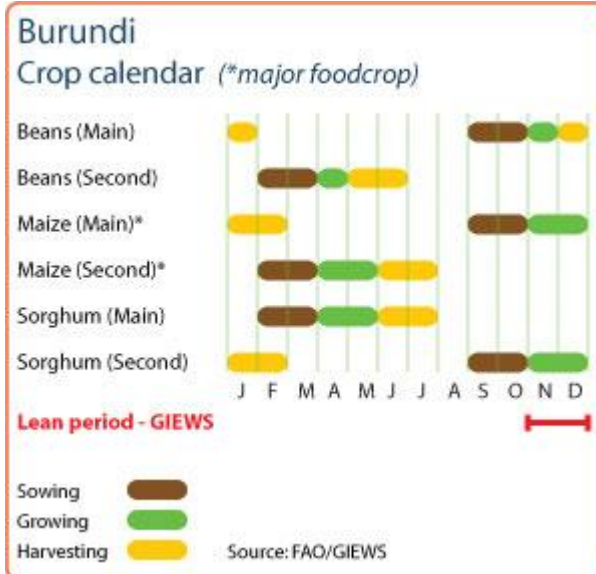 Burundi
Crop calendar (*major foodcrop)
Beans (Main)
Beans (Second)
Maize (Main)*
Maize (Second)*
Sorghum (Main)
Sorghum (Second)
J F M A M J J A S O N D
Lean period - GIEWS
Sowing
Growing
Harvesting
Source: FAO/GIEWS